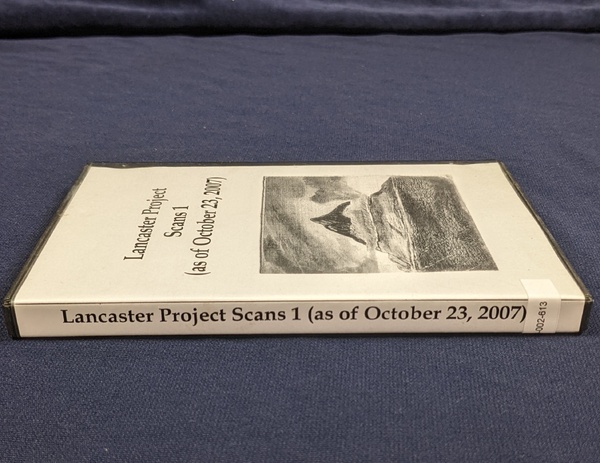 Lancaster Project
Scans 1
(as of October 23, 2007)
Lancaster Project Scans 1 (as of October 23, 2007)
-002-613